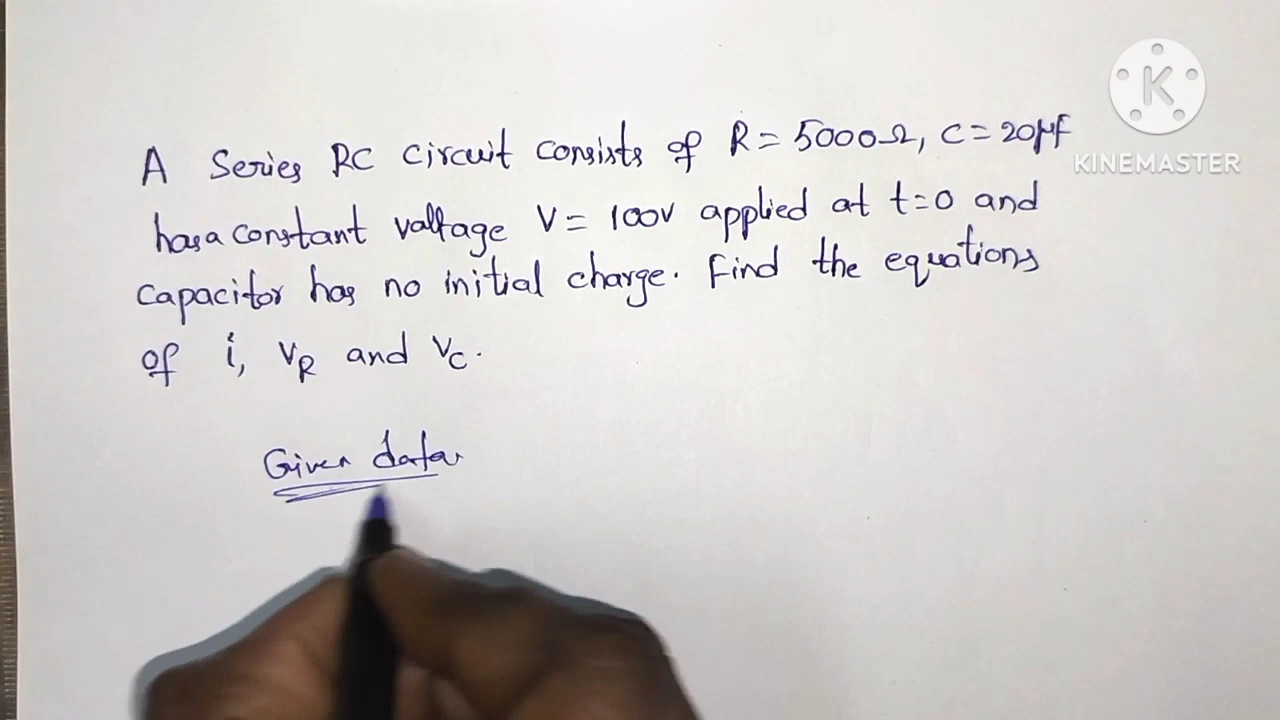 K
KINEMASTER
A Series RC circuit consists of R = 5000Ω, C = 20μf
has a constant valtage V = 100V applied at t=0 and
capacitor has no initial charge. Find the equations
of i, VR and VC.
Given data